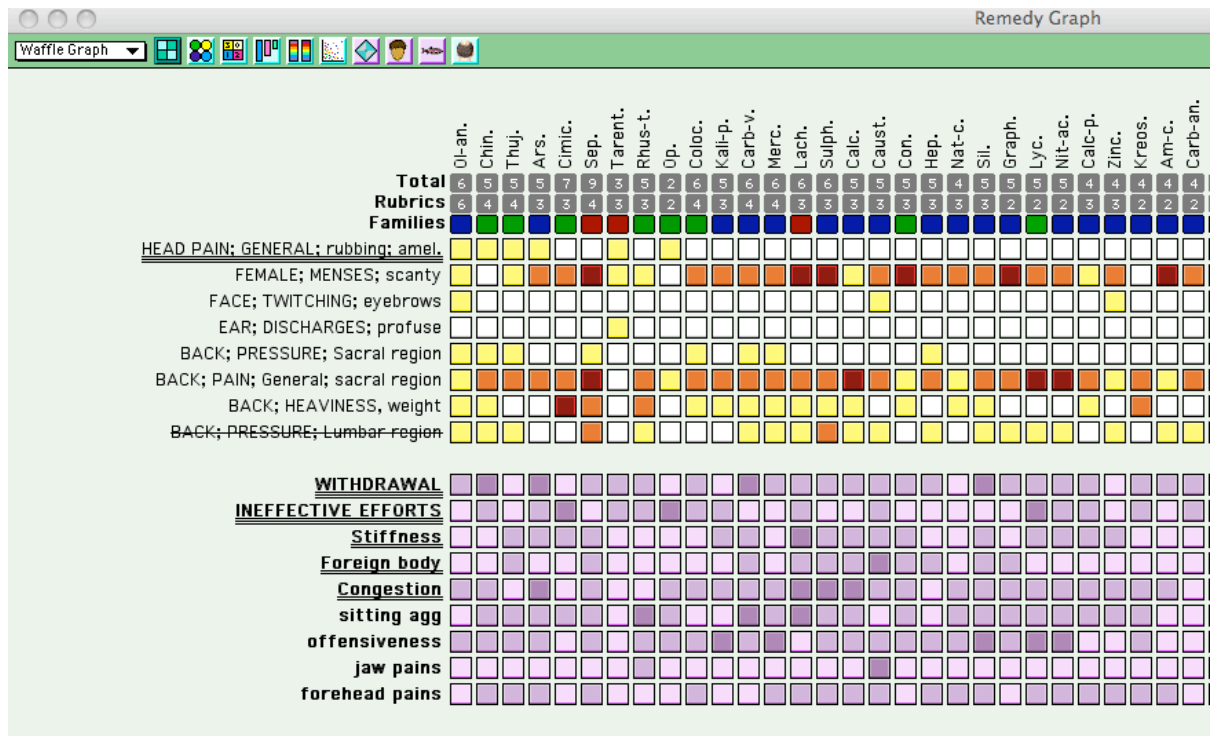 Remedy Graph
Waffle Graph
Ol-an. Chin. Thuj. Ars. Cimic. Sep. Tarent. Rhus-t. Op. Coloc. Kali-p. Carb-v. Merc. Lach. Sulph. Calc. Caust. Con. Hep. Nat-c. Sil. Graph. Lyc. Nit-ac. Calc-p. Zinc. Kreos. Am-c. Carb-an.
Total 6 5 5 5 7 9 3 5 2 6 5 6 6 6 6 5 5 5 5 4 5 5 5 5 4 5 4 4 4
Rubrics 6 4 4 3 3 4 3 3 2 4 3 3 3 3 3 3 3 3 3 3 3 2 2 2 3 3 2 2 2
Families
HEAD PAIN; GENERAL; rubbing; amel.
FEMALE; MENSES; scanty
FACE; TWITCHING; eyebrows
EAR; DISCHARGES; profuse
BACK; PRESSURE; Sacral region
BACK; PAIN; General; sacral region
BACK; HEAVINESS, weight
BACK; PRESSURE; Lumbar region
WITHDRAWAL
INEFFECTIVE EFFORTS
Stiffness
Foreign body
Congestion
sitting agg
offensiveness
jaw pains
forehead pains